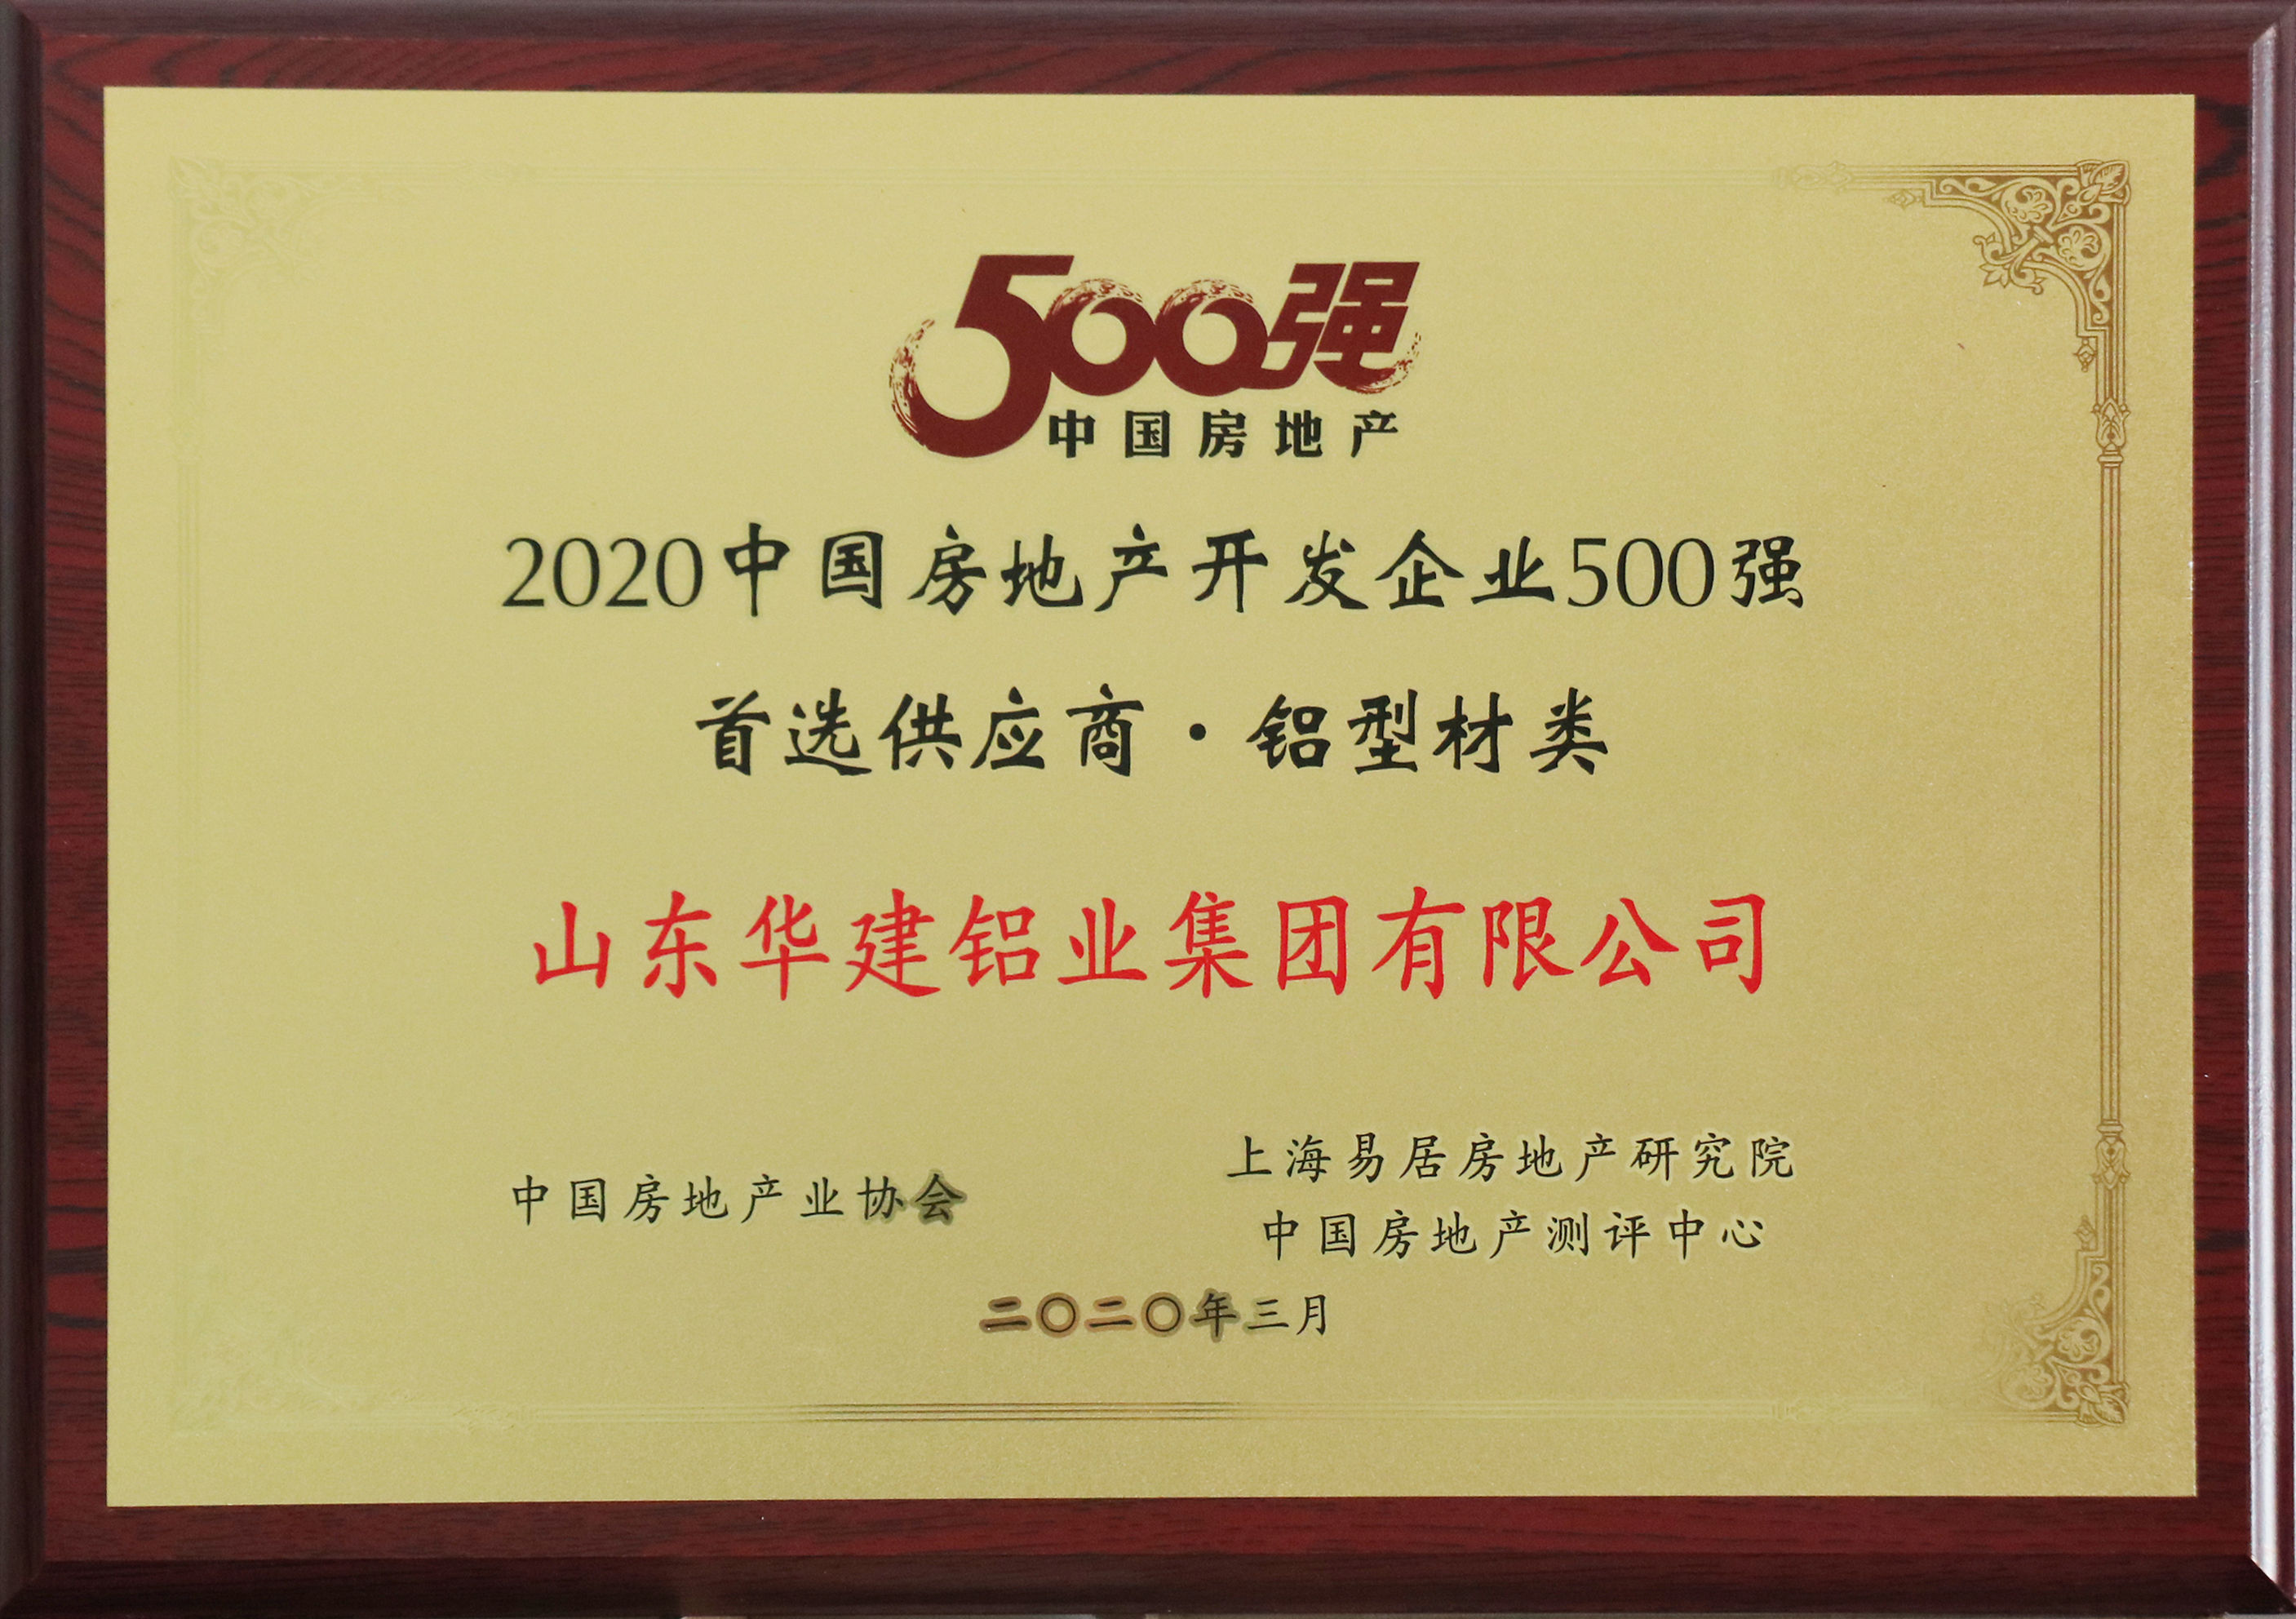 500强
中国房地产
2020中国房地产开发企业500强
首选供应商·铝型材类
山东华建铝业集团有限公司
中国房地产业协会
上海易居房地产研究院
中国房地产测评中心
二〇二〇年三月